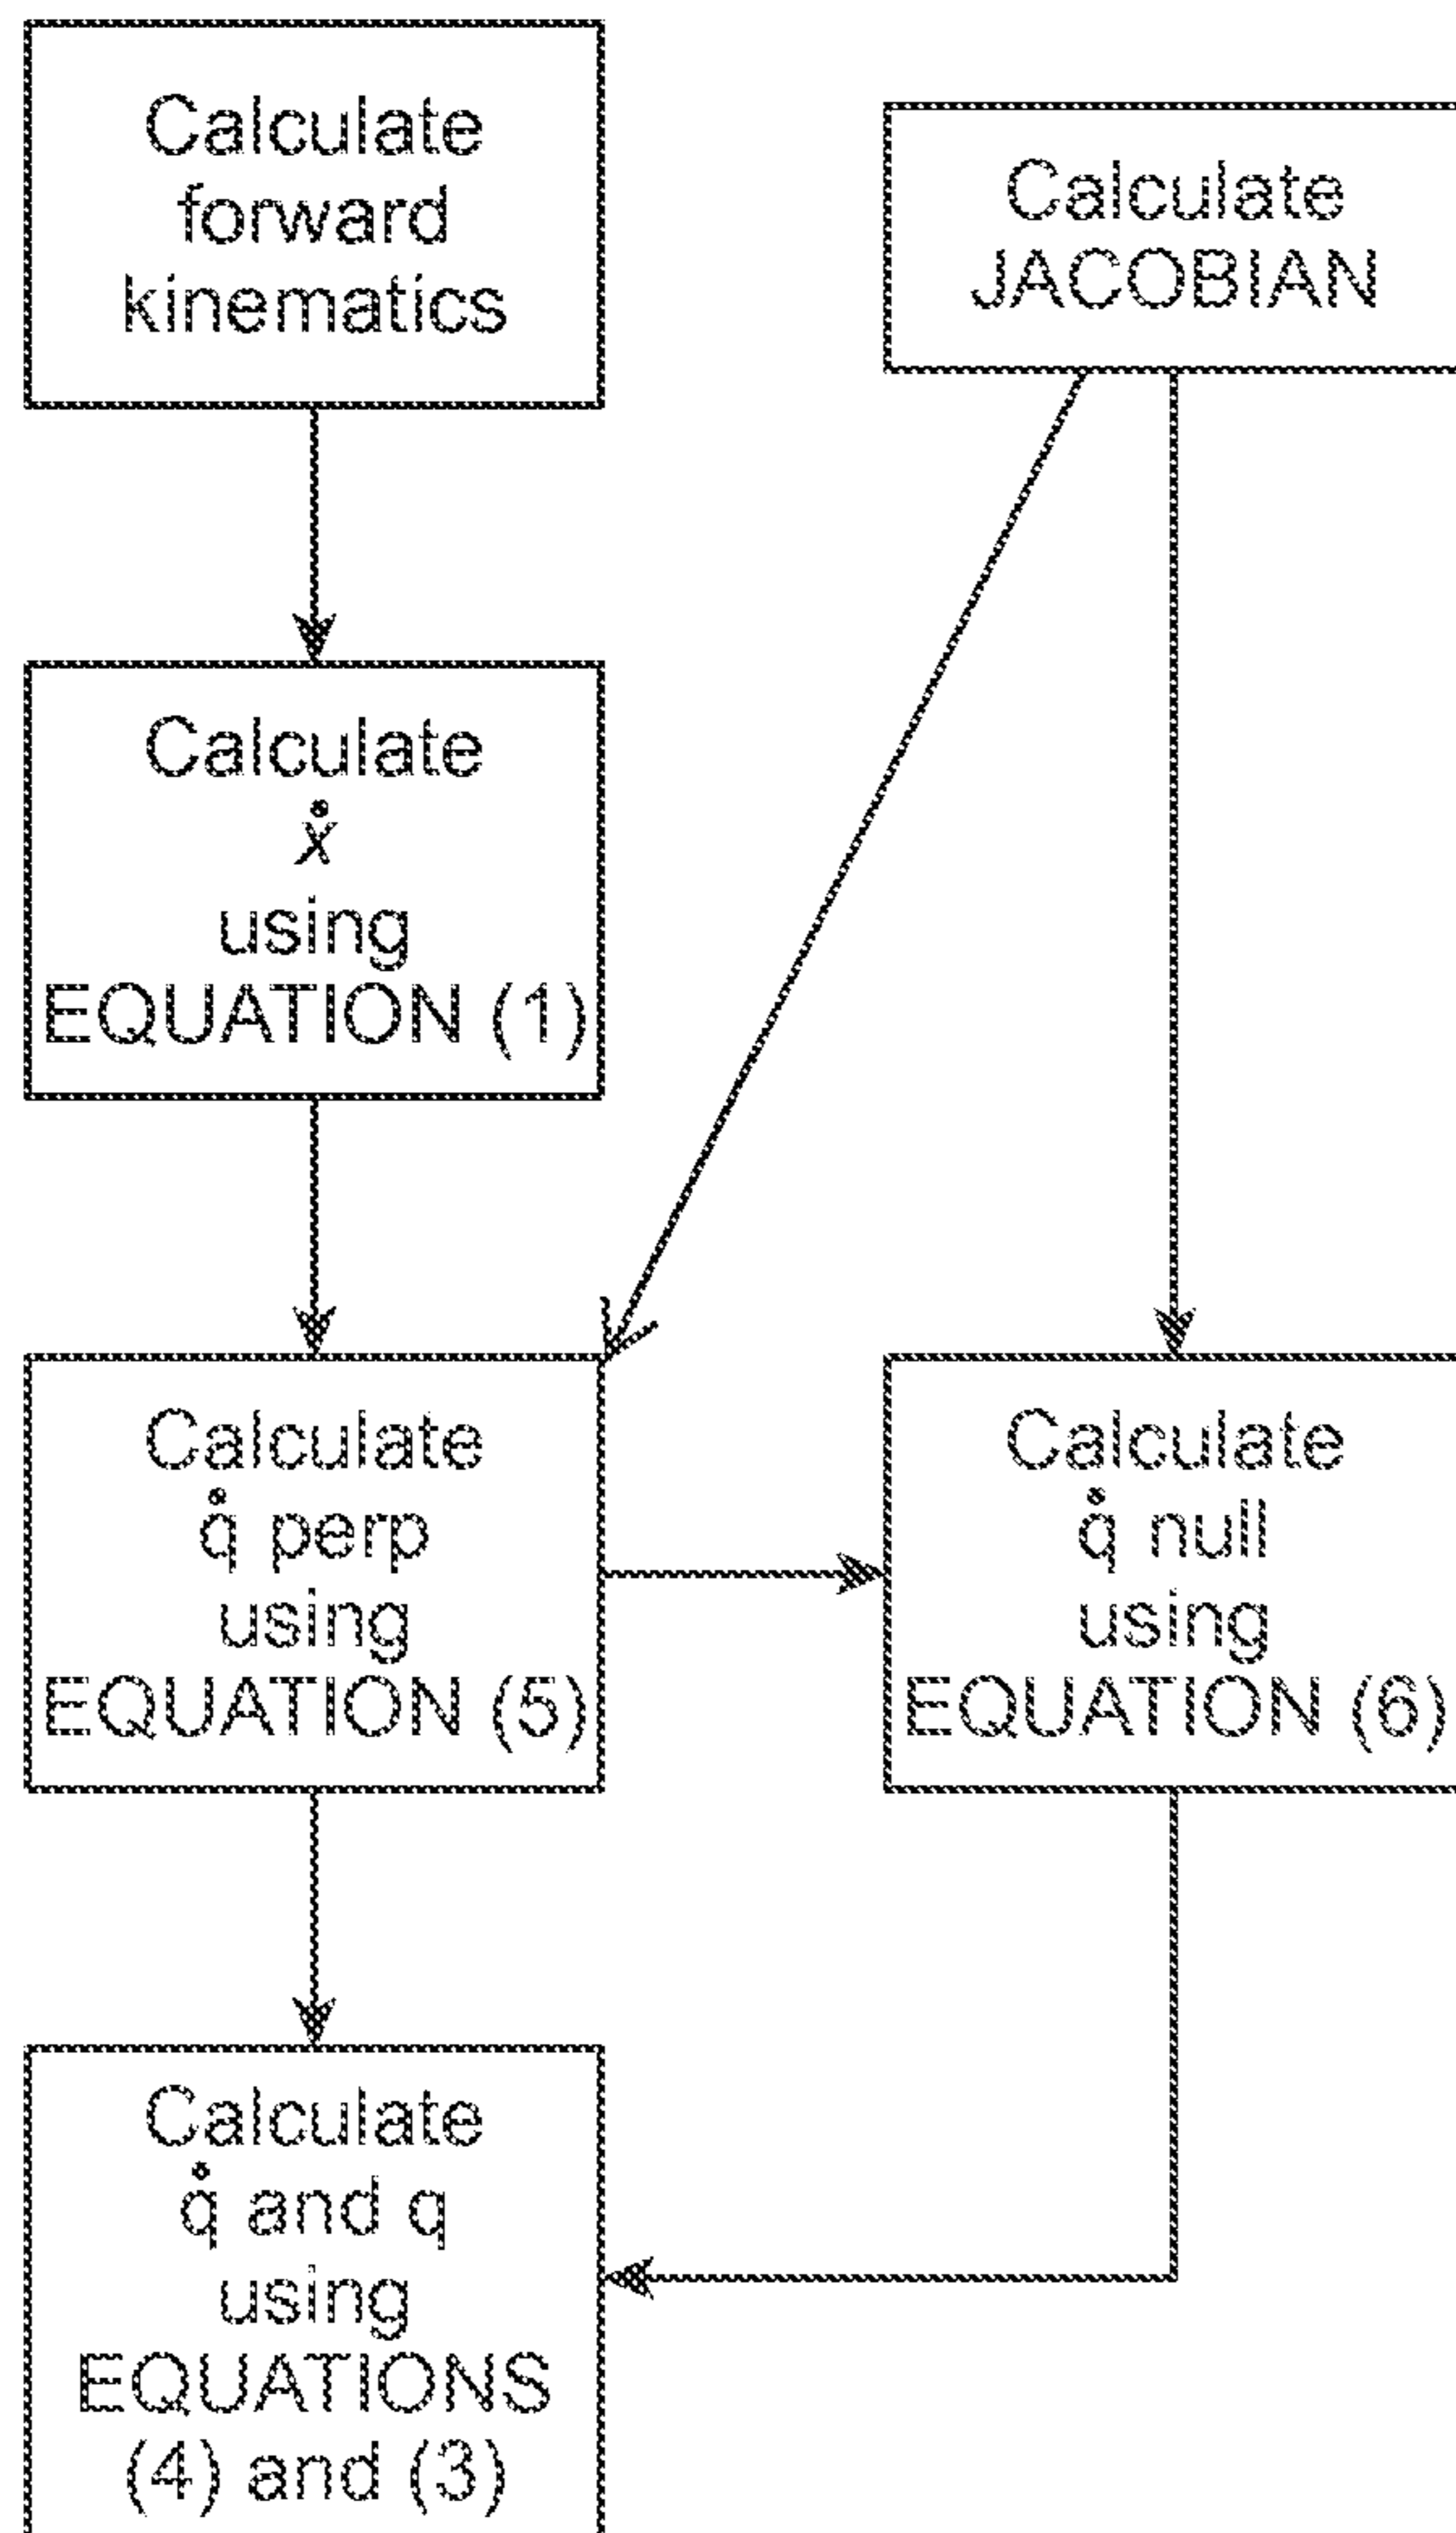 Calculate
forward
kinematics
Calculate
JACOBIAN
Calculate
ẋ
using
EQUATION (1)
Calculate
q̇ perp
using
EQUATION (5)
Calculate
q̇ null
using
EQUATION (6)
Calculate
q̇ and q
using
EQUATIONS
(4) and (3)